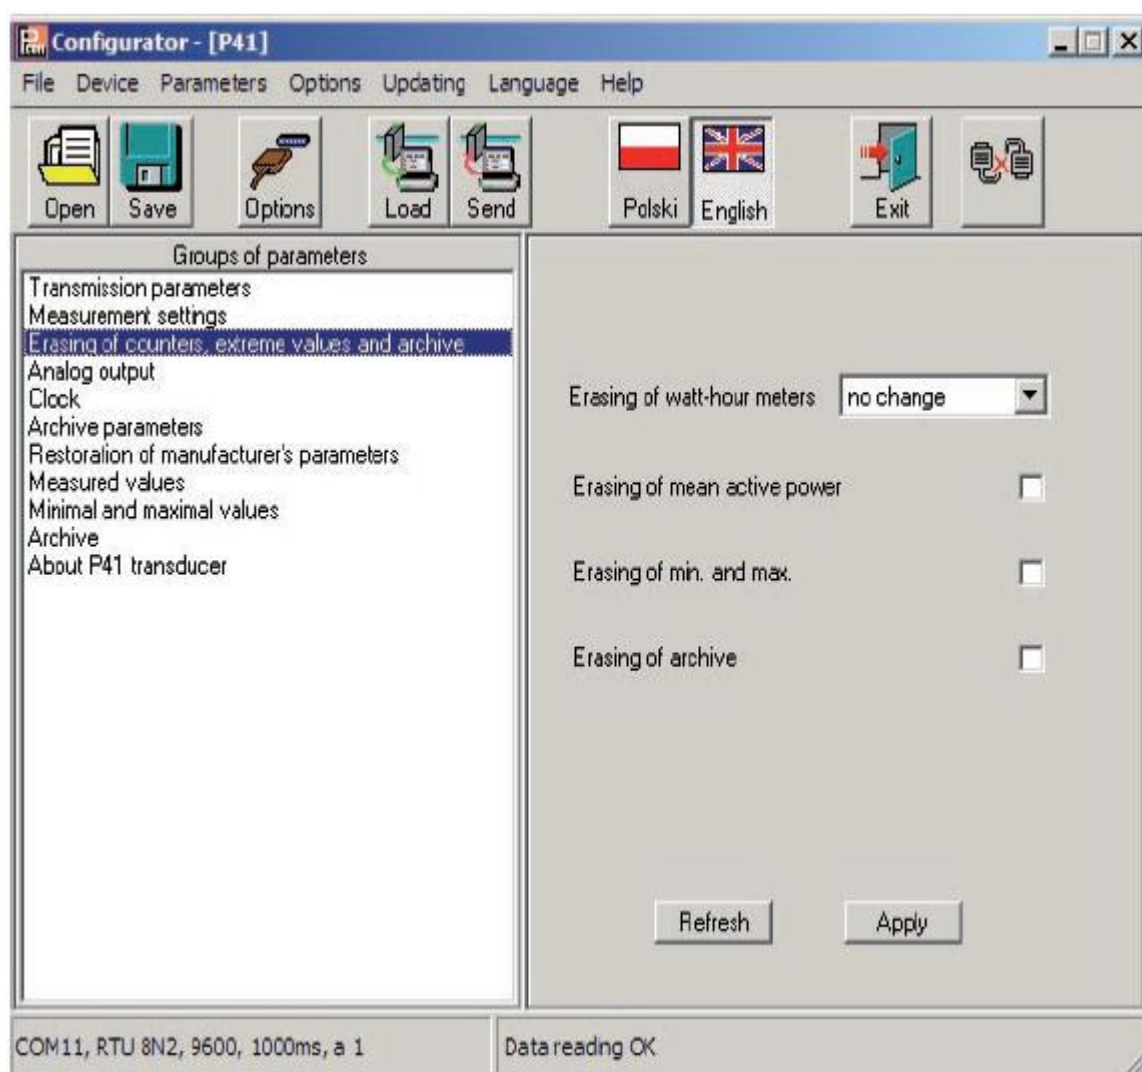 Configurator - [P41]
File Device Parameters Options Updating Language Help
Open Save Options Load Send Polski English Exit
Groups of parameters
Transmission parameters
Measurement settings
Erasing of counters, extreme values and archive
Analog output
Clock
Archive parameters
Restoration of manufacturer's parameters
Measured values
Minimal and maximal values
Archive
About P41 transducer
Erasing of watt-hour meters no change
Erasing of mean active power
Erasing of min. and max.
Erasing of archive
Refresh Apply
COM11, RTU 8N2, 9600, 1000ms, a 1
Data reading OK